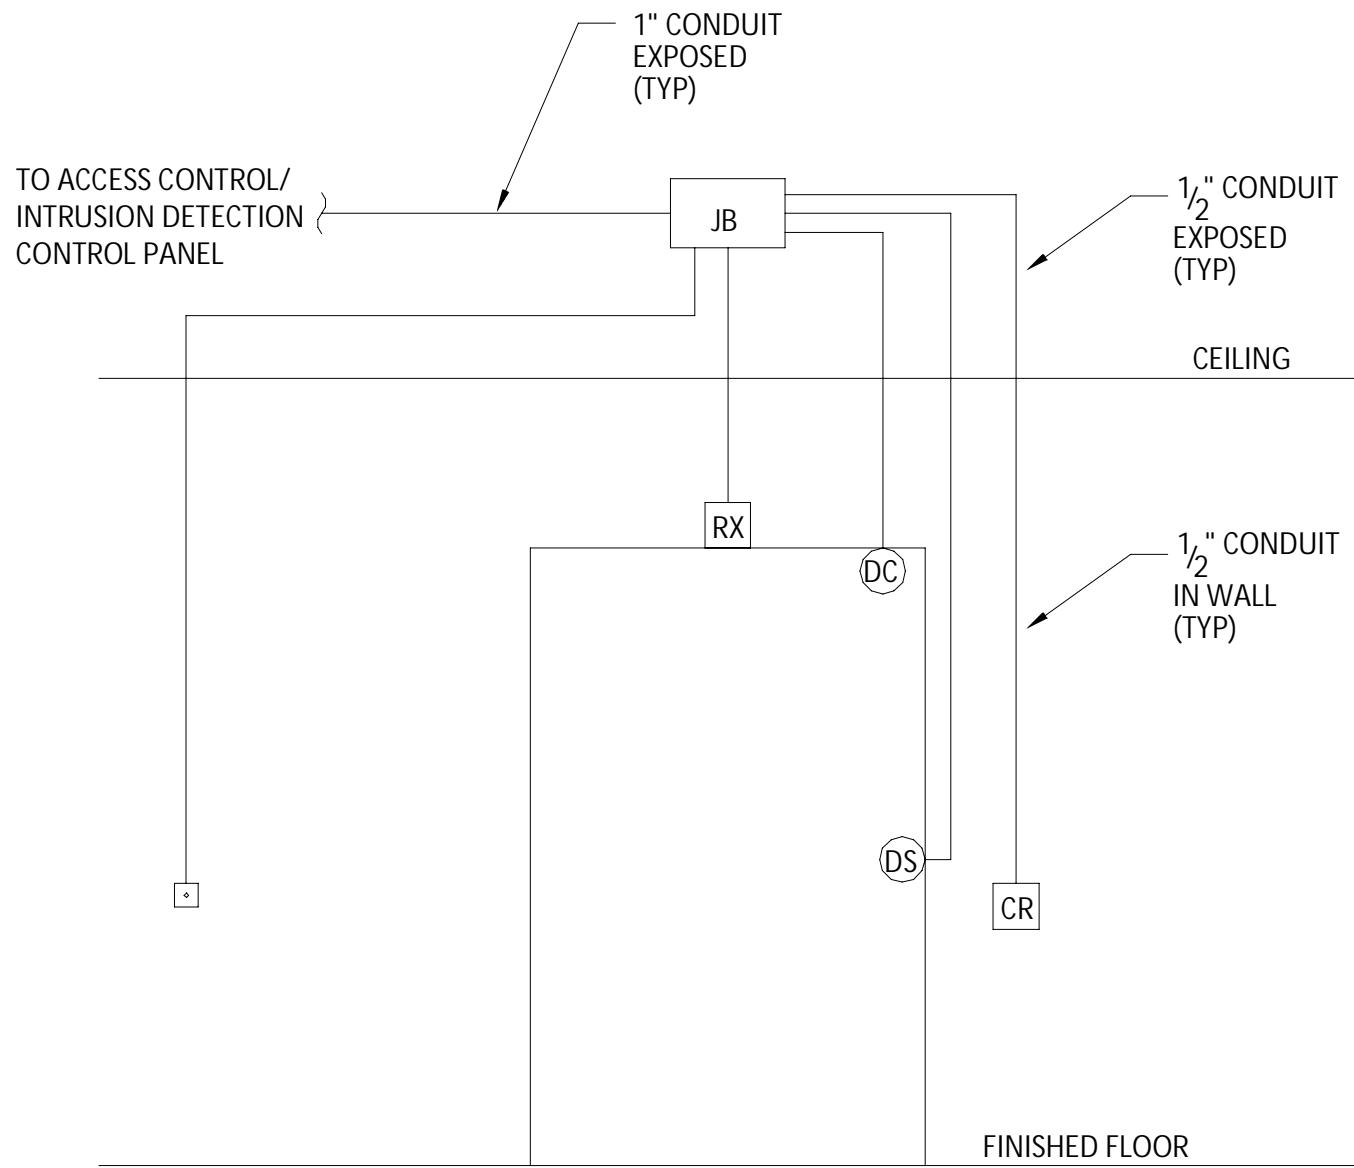 1" CONDUIT
EXPOSED
(TYP)
TO ACCESS CONTROL/
INTRUSION DETECTION
CONTROL PANEL
JB
1/2" CONDUIT
EXPOSED
(TYP)
CEILING
RX
DC
1/2" CONDUIT
IN WALL
(TYP)
DS
CR
FINISHED FLOOR